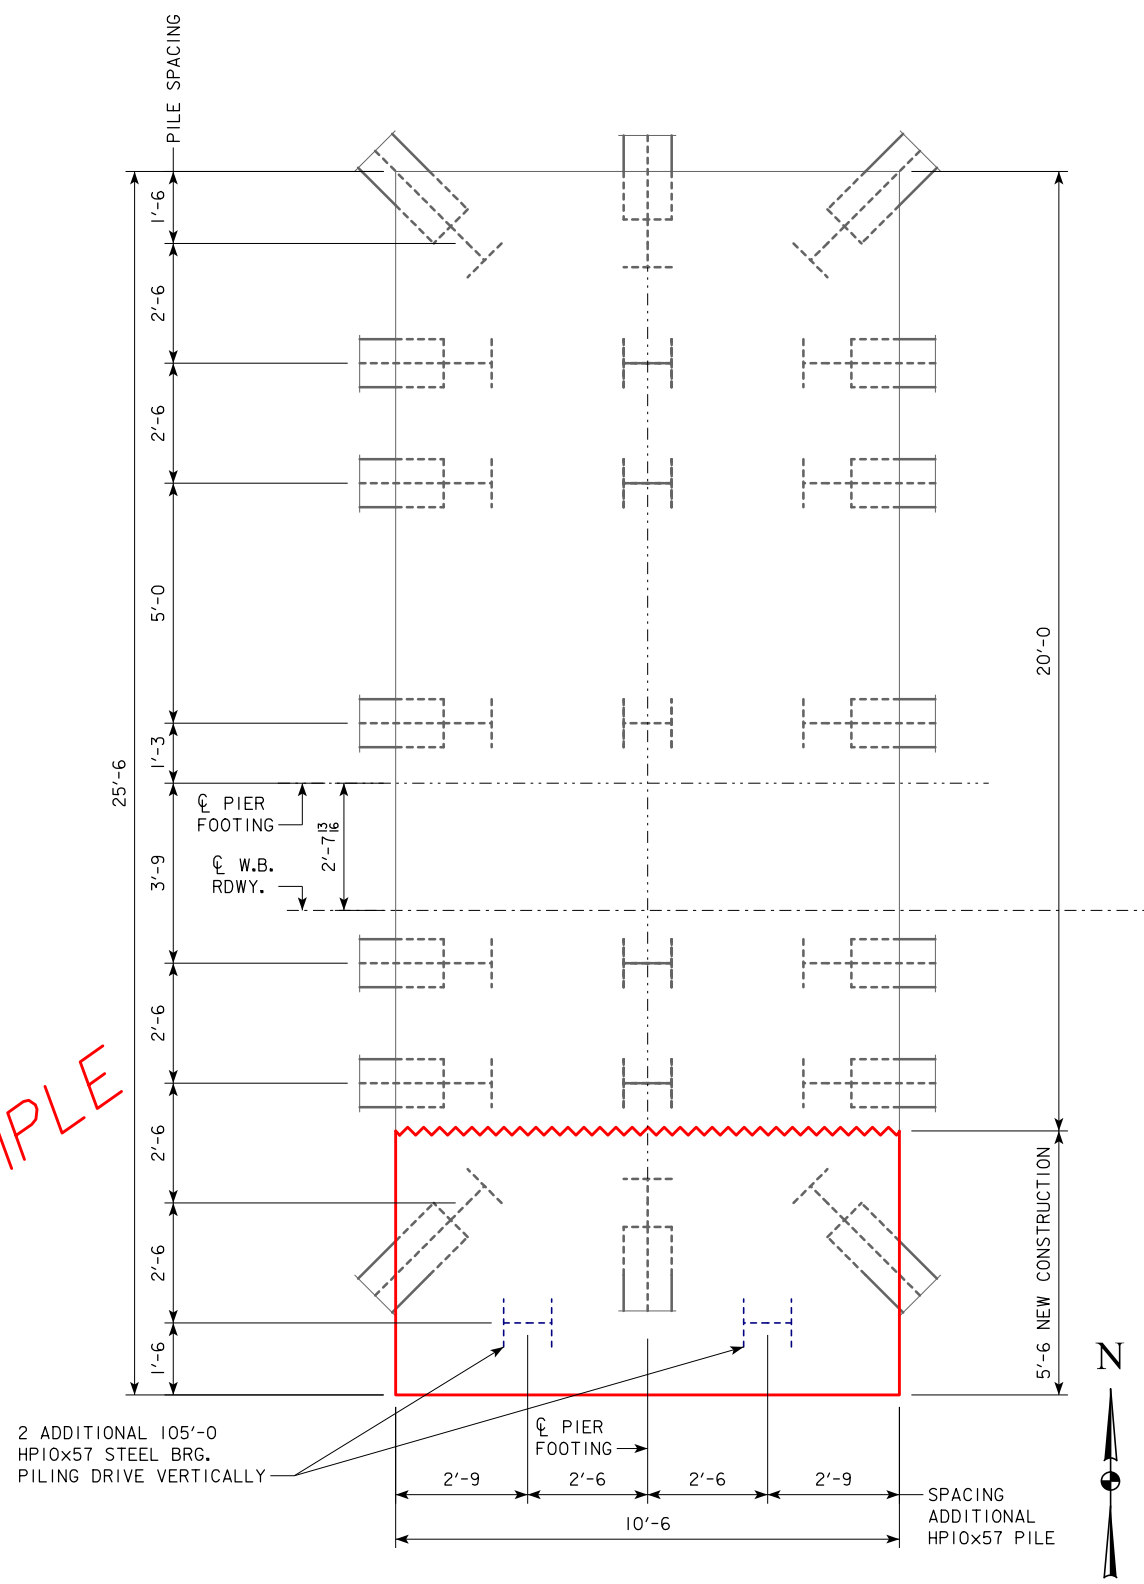 PILE SPACING
1'-6
2'-6
2'-6
5'-0
1'-3
25'-6
20'-0
℄ PIER
FOOTING
2'-7 13/16
℄ W.B.
RDWY.
3'-9
2'-6
2'-6
2'-6
1'-6
5'-6 NEW CONSTRUCTION
N
2 ADDITIONAL 105'-0
HP10x57 STEEL BRG.
PILING DRIVE VERTICALLY
℄ PIER
FOOTING
2'-9
2'-6
2'-6
2'-9
10'-6
SPACING
ADDITIONAL
HP10x57 PILE